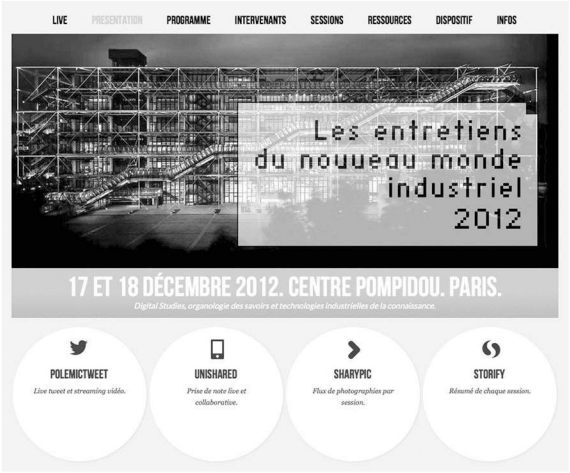 LIVE PRESENTATION PROGRAMME INTERVENANTS SESSIONS RESSOURCES DISPOSITIF INFOS
Les entretiens
du nouveau monde
industriel
2012
17 ET 18 DÉCEMBRE 2012. CENTRE POMPIDOU. PARIS.
Digital Studies, organologie des savoirs et technologies industrielles de la connaissance.
POLEMICTWEET
Live tweet et streaming vidéo.
UNISHARED
Prise de note live et
collaborative.
SHARYPIC
Flux de photographies par
session.
STORIFY
Résumé de chaque session.